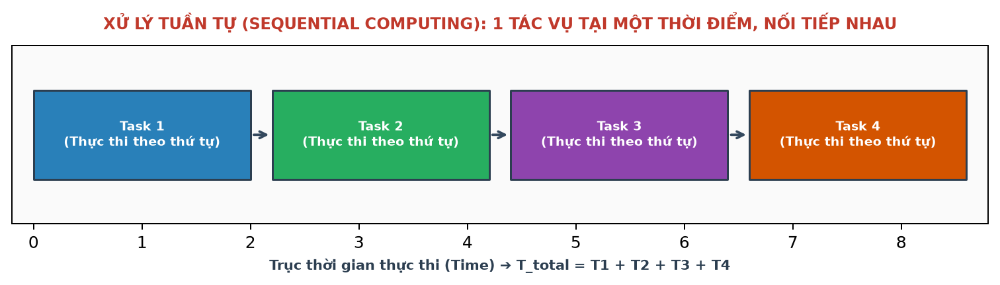 XỬ LÝ TUẦN TỰ (SEQUENTIAL COMPUTING): 1 TÁC VỤ TẠI MỘT THỜI ĐIỂM, NỐI TIẾP NHAU
Task 1
(Thực thi theo thứ tự)
Task 2
(Thực thi theo thứ tự)
Task 3
(Thực thi theo thứ tự)
Task 4
(Thực thi theo thứ tự)
0 1 2 3 4 5 6 7 8
Trục thời gian thực thi (Time) → T_total = T1 + T2 + T3 + T4